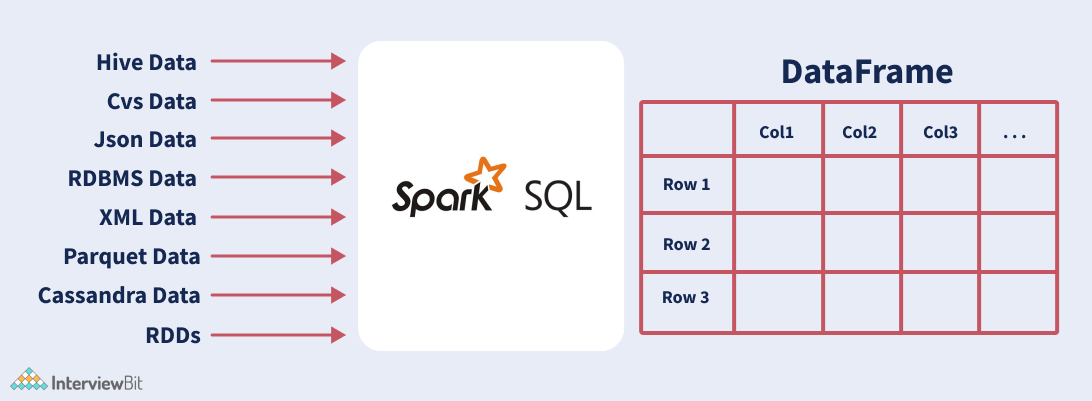 Hive Data
Cvs Data
Json Data
RDBMS Data
XML Data
Parquet Data
Cassandra Data
RDDs
Spark SQL
DataFrame
Col1 Col2 Col3 ...
Row 1
Row 2
Row 3
InterviewBit